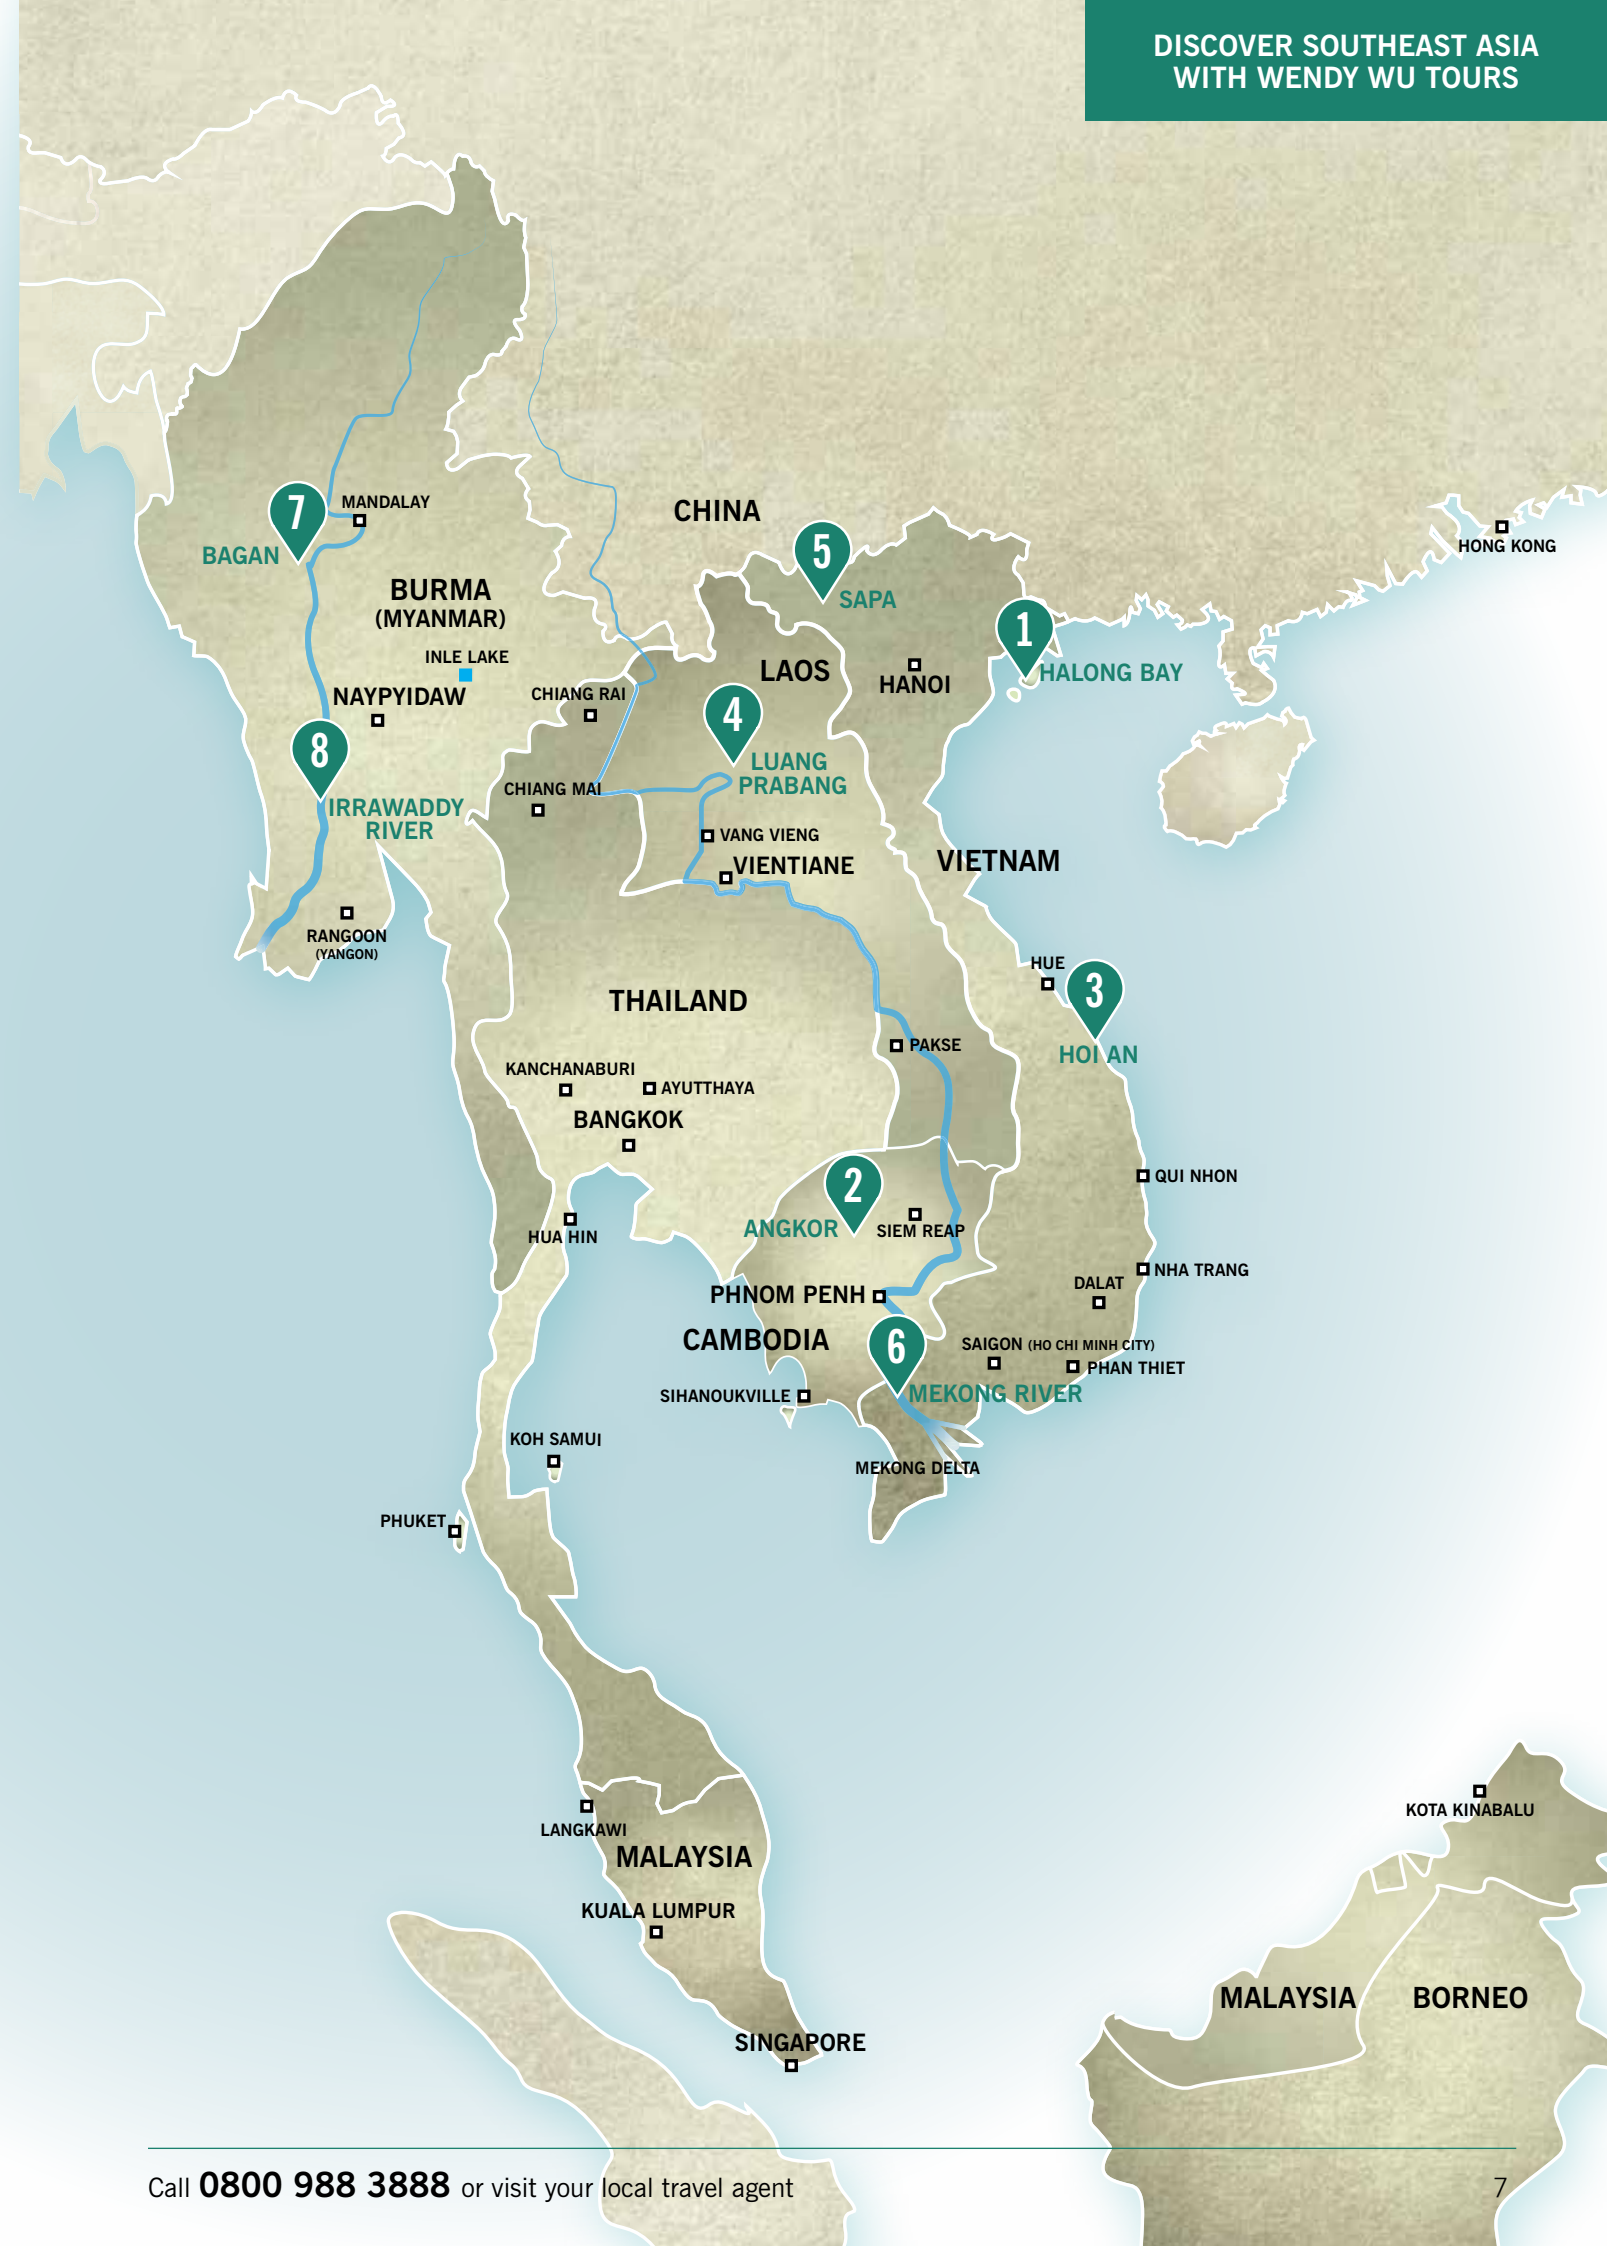 DISCOVER SOUTHEAST ASIA
WITH WENDY WU TOURS
7
MANDALAY
BAGAN
CHINA
5
SAPA
HONG KONG
BURMA
(MYANMAR)
1
HALONG BAY
INLE LAKE
NAYPYIDAW
CHIANG RAI
LAOS
HANOI
4
LUANG
PRABANG
8
IRRAWADDY
RIVER
CHIANG MAI
VANG VIENG
VIENTIANE
VIETNAM
RANGOON
(YANGON)
HUE
3
HOI AN
THAILAND
PAKSE
KANCHANABURI
AYUTTHAYA
BANGKOK
2
ANGKOR
SIEM REAP
QUI NHON
HUA HIN
NHA TRANG
DALAT
PHNOM PENH
CAMBODIA
6
SAIGON (HO CHI MINH CITY)
PHAN THIET
MEKONG RIVER
SIHANOUKVILLE
KOH SAMUI
MEKONG DELTA
PHUKET
KOTA KINABALU
LANGKAWI
MALAYSIA
KUALA LUMPUR
MALAYSIA
BORNEO
SINGAPORE
Call 0800 988 3888 or visit your local travel agent
7